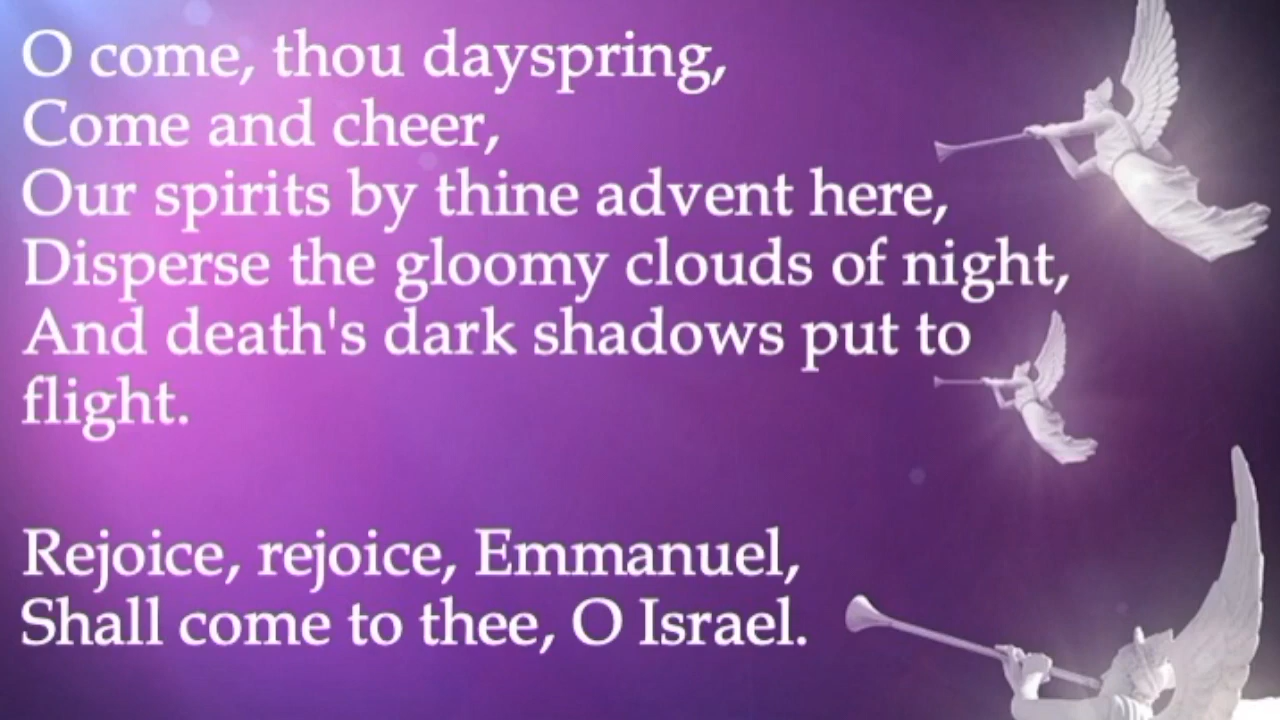 O come, thou dayspring,
Come and cheer,
Our spirits by thine advent here,
Disperse the gloomy clouds of night,
And death's dark shadows put to
flight.
Rejoice, rejoice, Emmanuel,
Shall come to thee, O Israel.